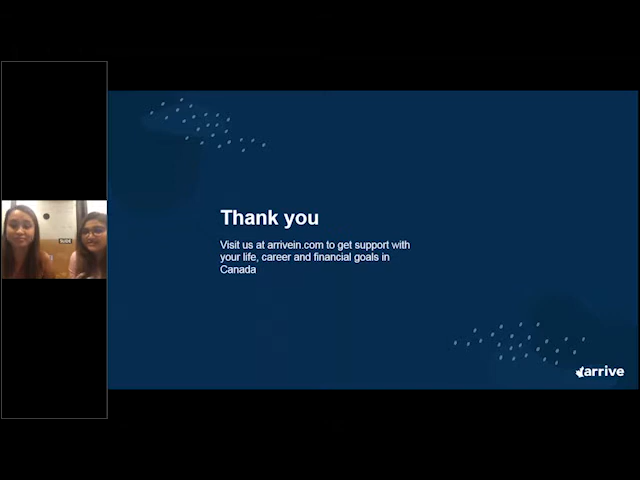 Thank you
Visit us at arrivein.com to get support with
your life, career and financial goals in
Canada
arrive